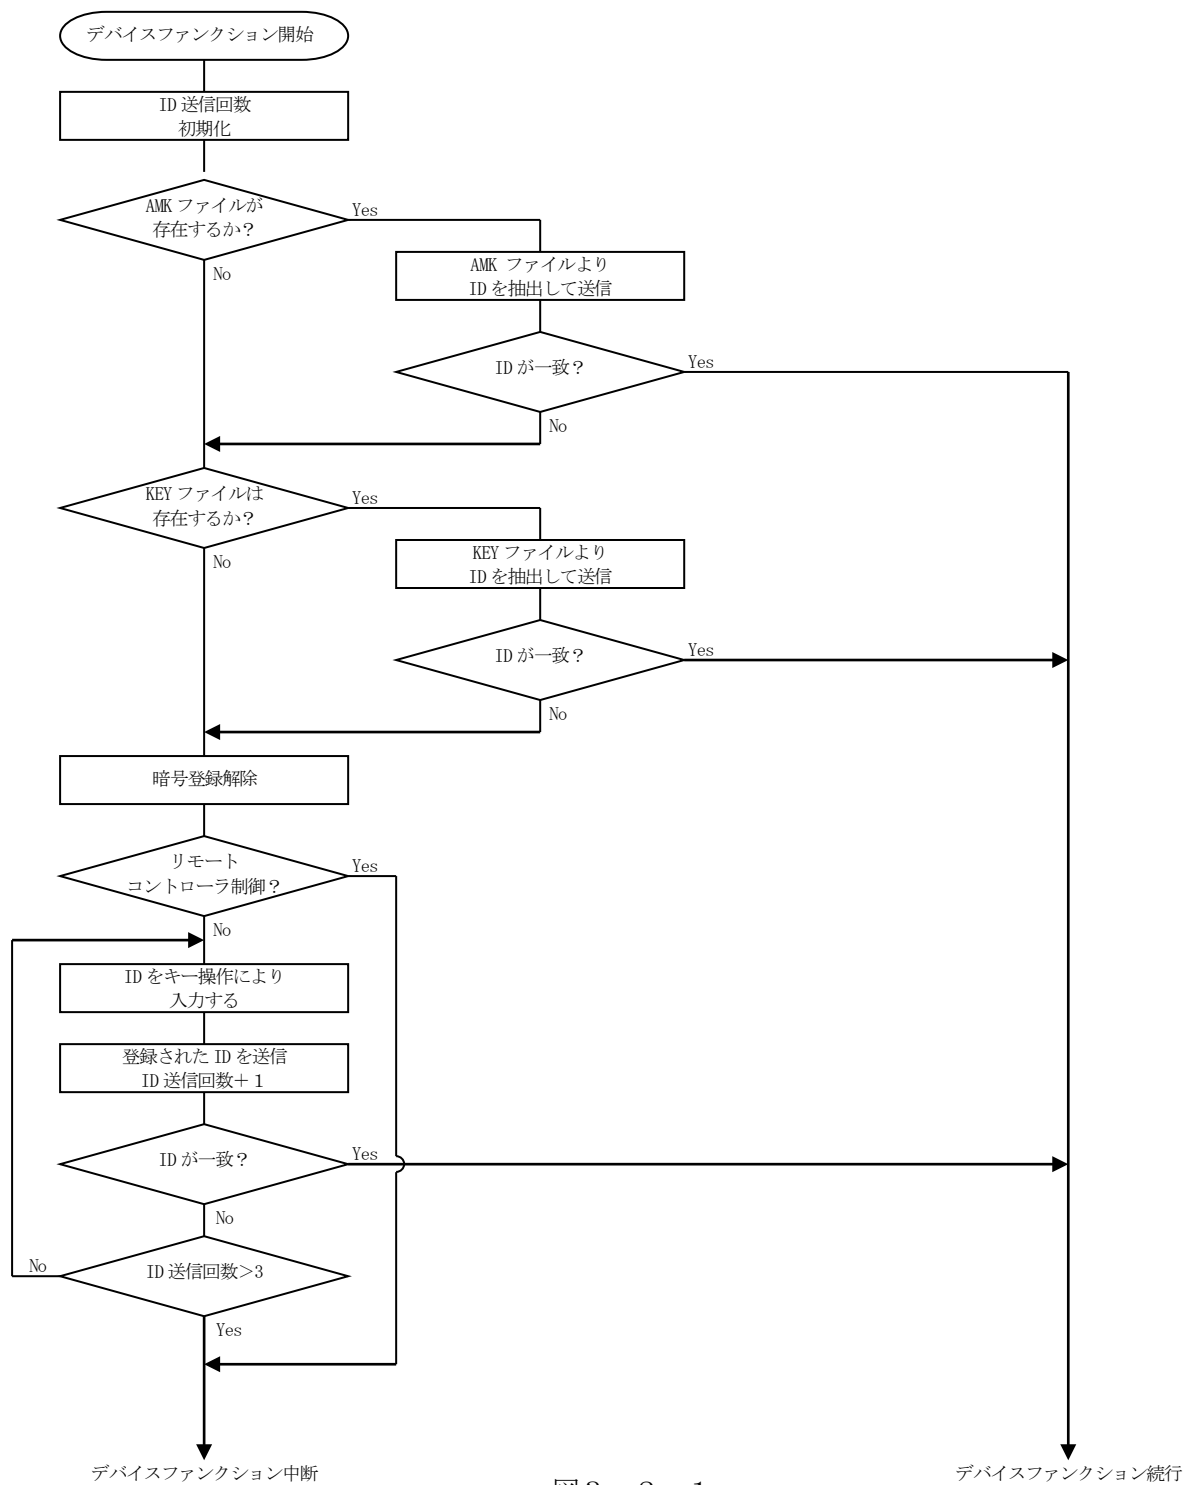 デバイスファンクション開始
ID 送信回数
初期化
AMK ファイルが
存在するか？
Yes
No
AMK ファイルより
ID を抽出して送信
ID が一致？
Yes
No
KEY ファイルは
存在するか？
Yes
No
KEY ファイルより
ID を抽出して送信
ID が一致？
Yes
No
暗号登録解除
リモート
コントローラ制御？
Yes
No
ID をキー操作により
入力する
登録された ID を送信
ID 送信回数＋１
ID が一致？
Yes
No
ID 送信回数>3
No
Yes
デバイスファンクション中断
デバイスファンクション続行